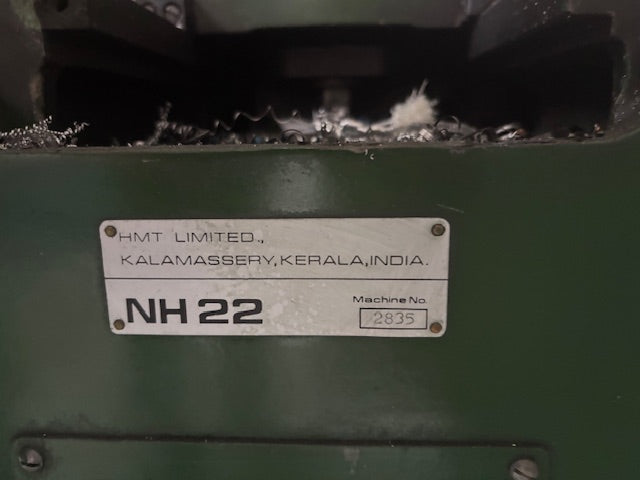 HMT LIMITED.,
KALAMASSERY, KERALA, INDIA.
NH 22
Machine No.
2835